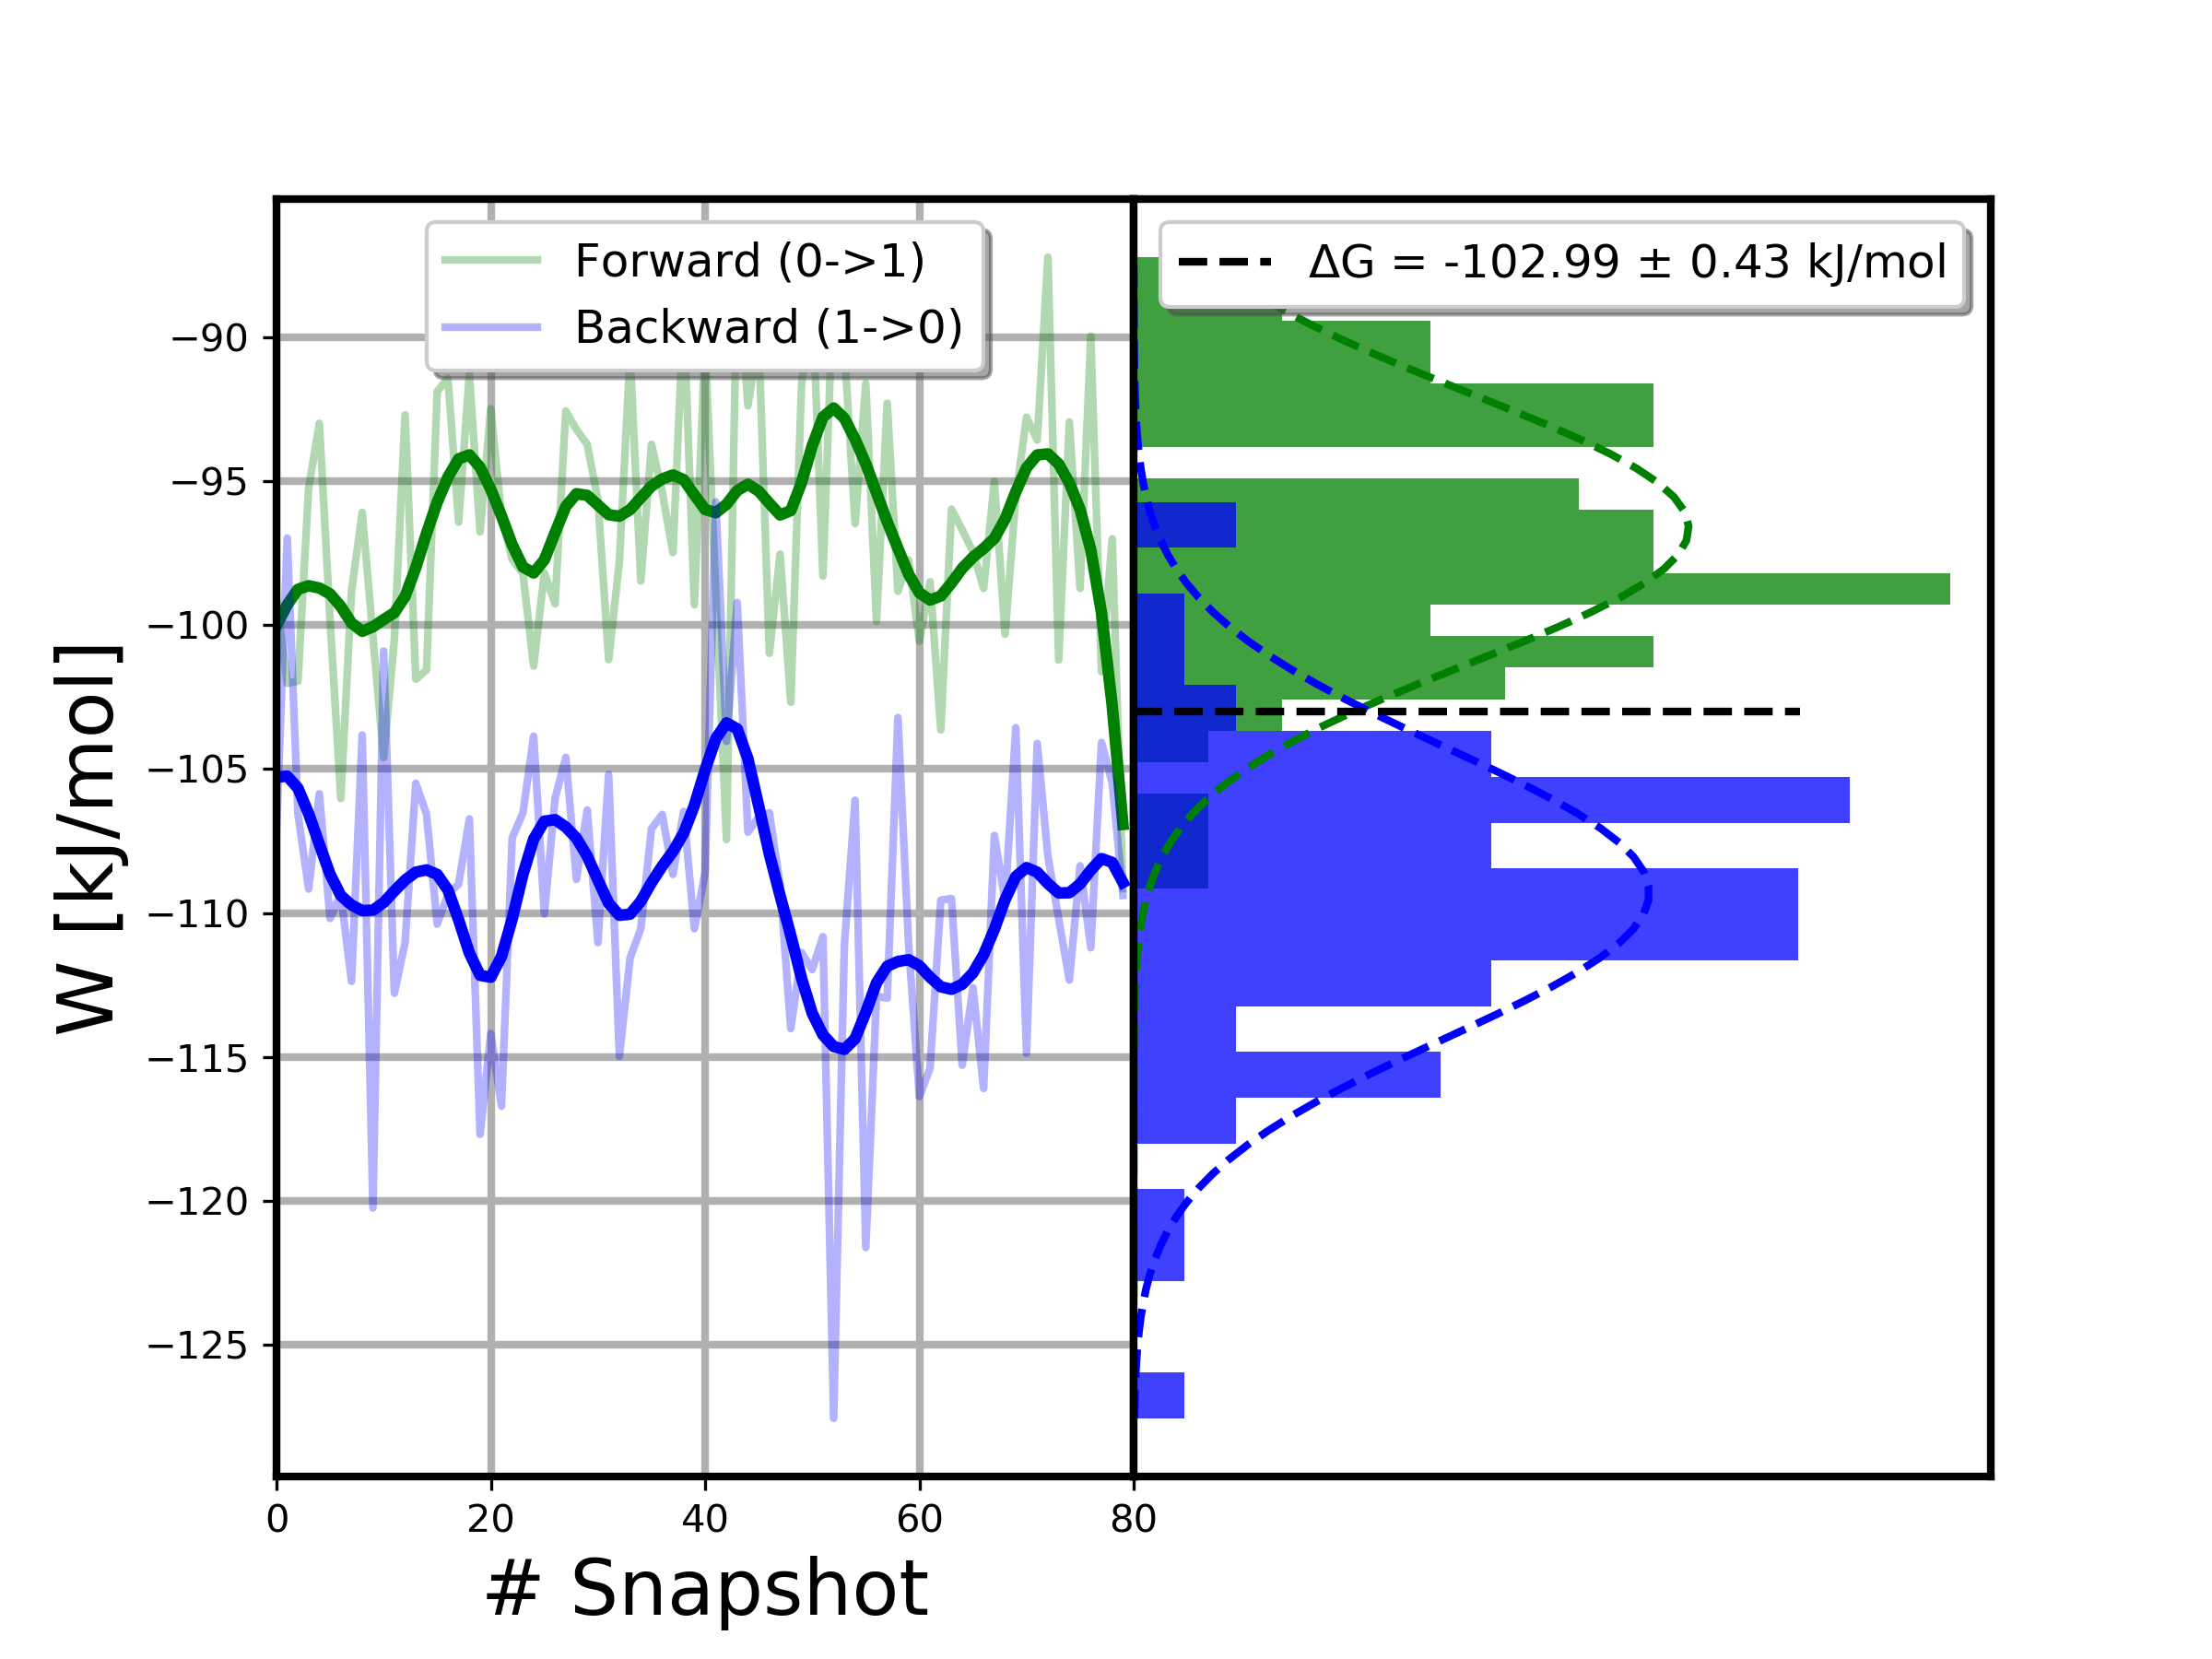 Forward (0->1)
Backward (1->0)
ΔG = -102.99 ± 0.43 kJ/mol
W [kJ/mol]
−90
−95
−100
−105
−110
−115
−120
−125
0 20 40 60 80
# Snapshot